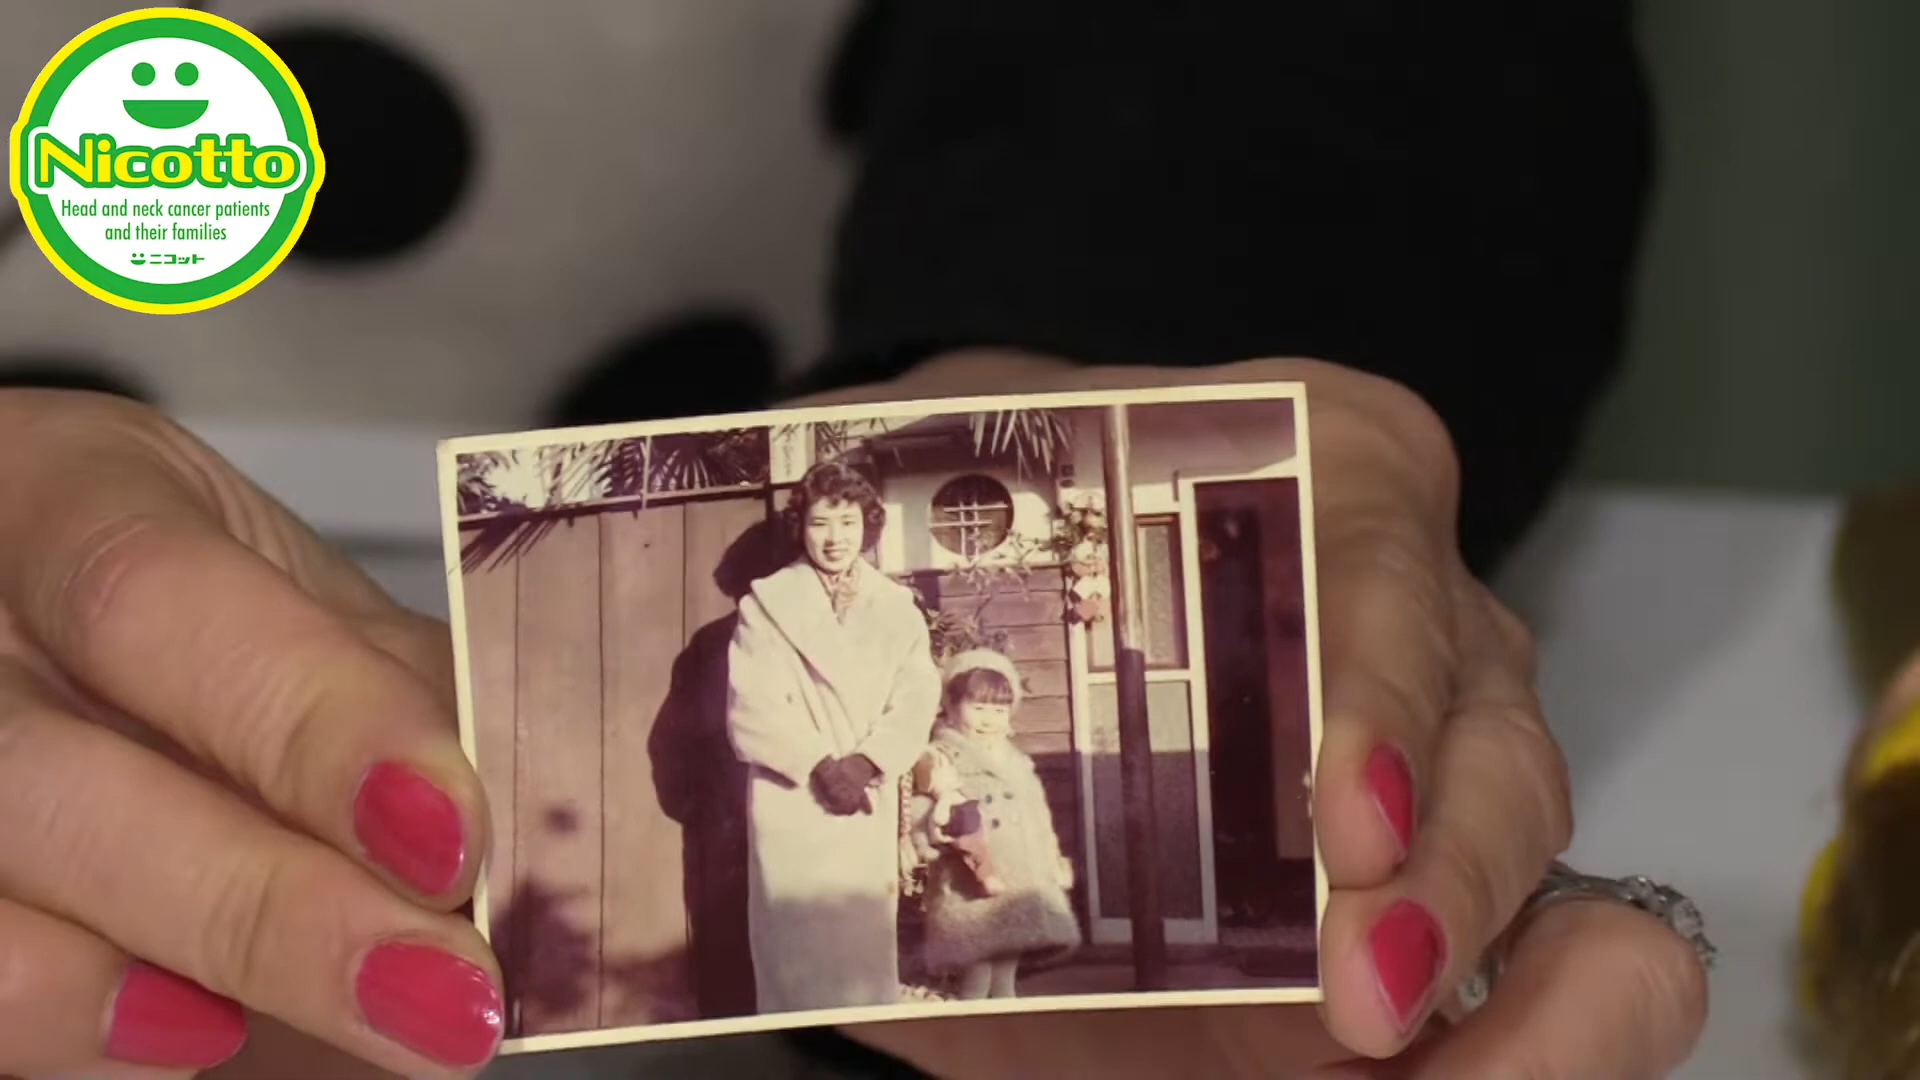 Nicotto
Head and neck cancer patients
and their families
ニコット